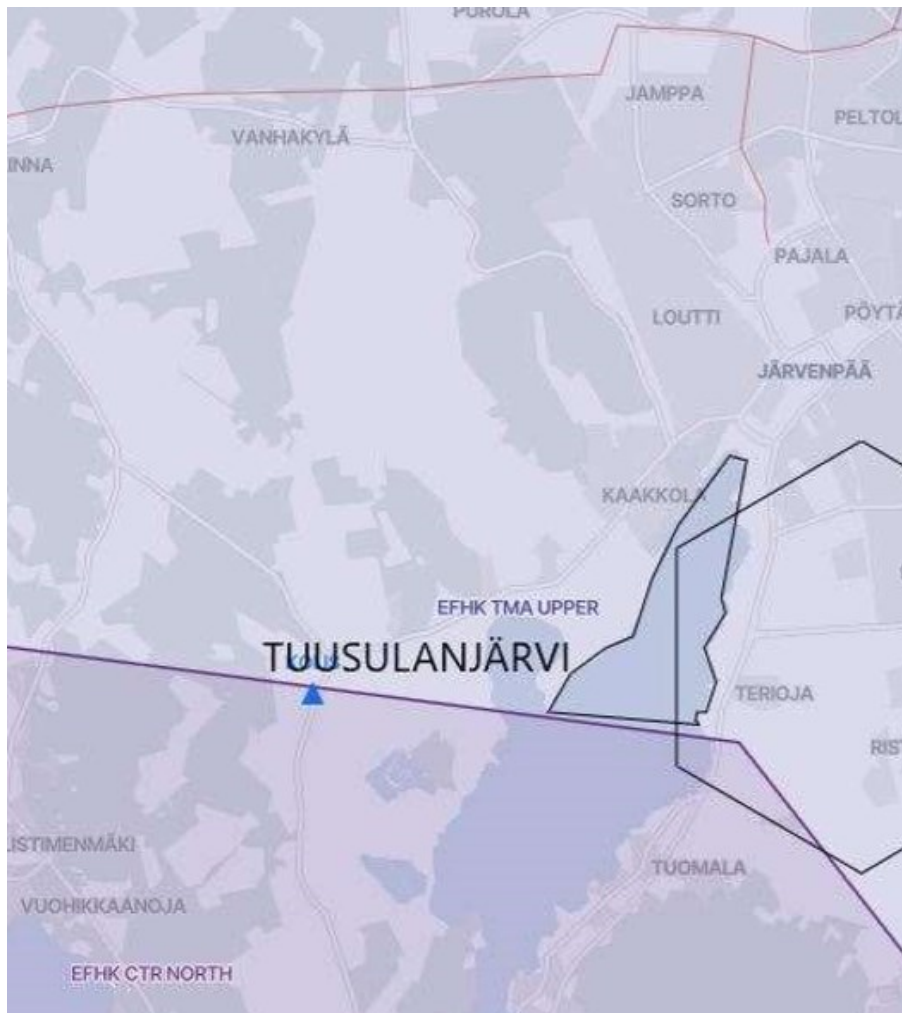 PUROLA
JAMPPA
VANHAKYLÄ
PELTOL
INNA
SORTO
PAJALA
LOUTTI
PÖYTÄ
JÄRVENPÄÄ
KAAKKOLA
EFHK TMA UPPER
TUUSULANJÄRVI
TERIOJA
RIST
LISTIMENMÄKI
TUOMALA
VUOHIKKAANOJA
EFHK CTR NORTH